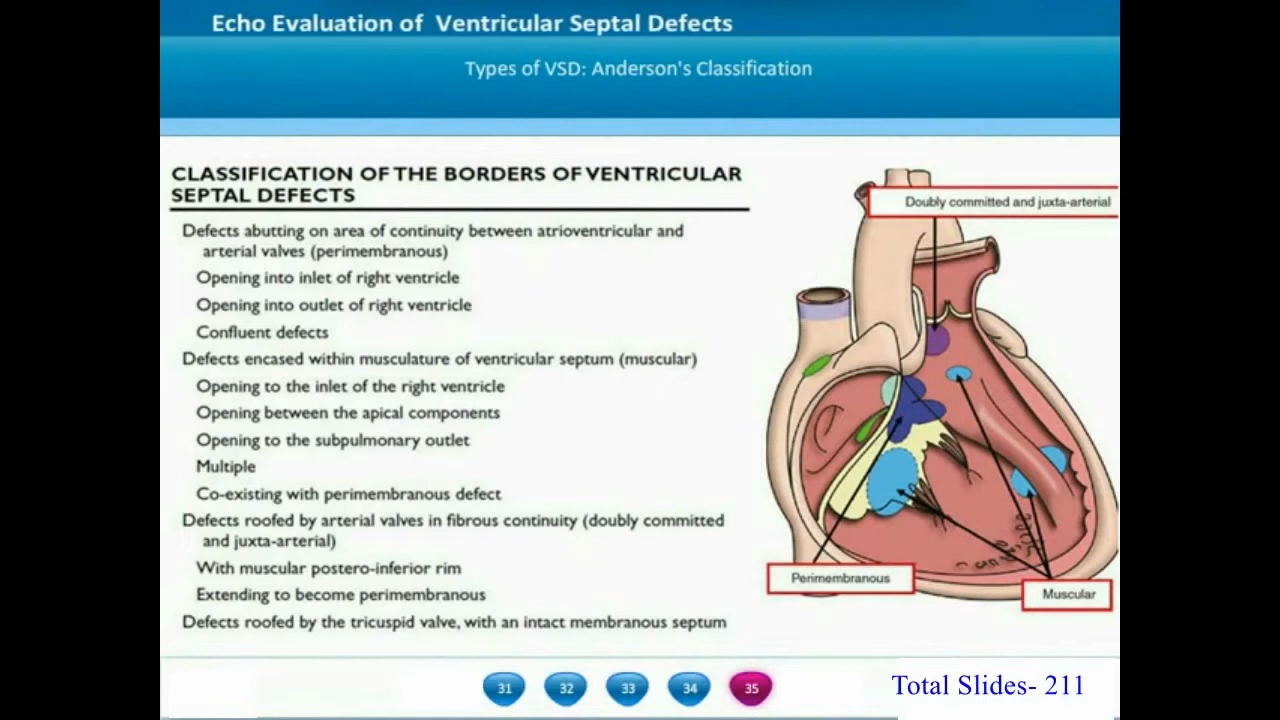 Echo Evaluation of Ventricular Septal Defects
Types of VSD: Anderson's Classification
CLASSIFICATION OF THE BORDERS OF VENTRICULAR
SEPTAL DEFECTS
Defects abutting on area of continuity between atrioventricular and
arterial valves (perimembranous)
Opening into inlet of right ventricle
Opening into outlet of right ventricle
Confluent defects
Defects encased within musculature of ventricular septum (muscular)
Opening to the inlet of the right ventricle
Opening between the apical components
Opening to the subpulmonary outlet
Multiple
Co-existing with perimembranous defect
Defects roofed by arterial valves in fibrous continuity (doubly committed
and juxta-arterial)
With muscular postero-inferior rim
Extending to become perimembranous
Defects roofed by the tricuspid valve, with an intact membranous septum
Doubly committed and juxta-arterial
Perimembranous
Muscular
31
32
33
34
35
Total Slides- 211